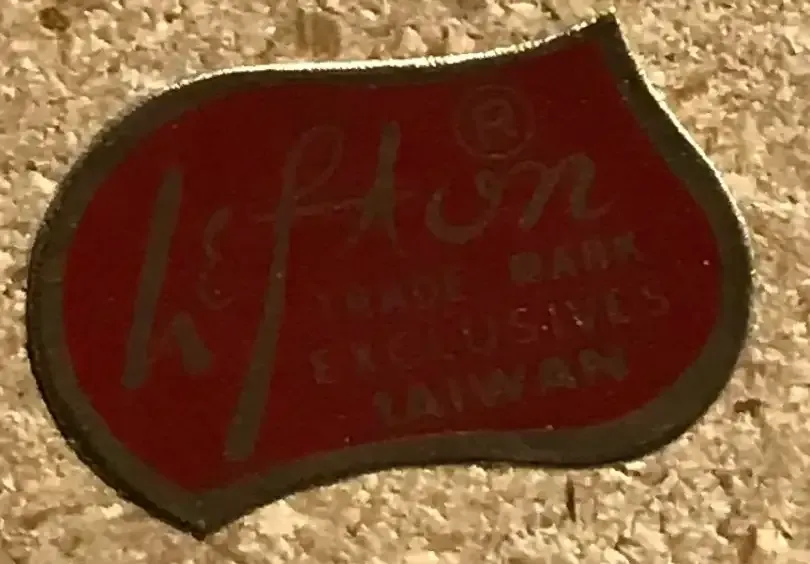 Lefton ®
TRADE MARK
EXCLUSIVES
TAIWAN